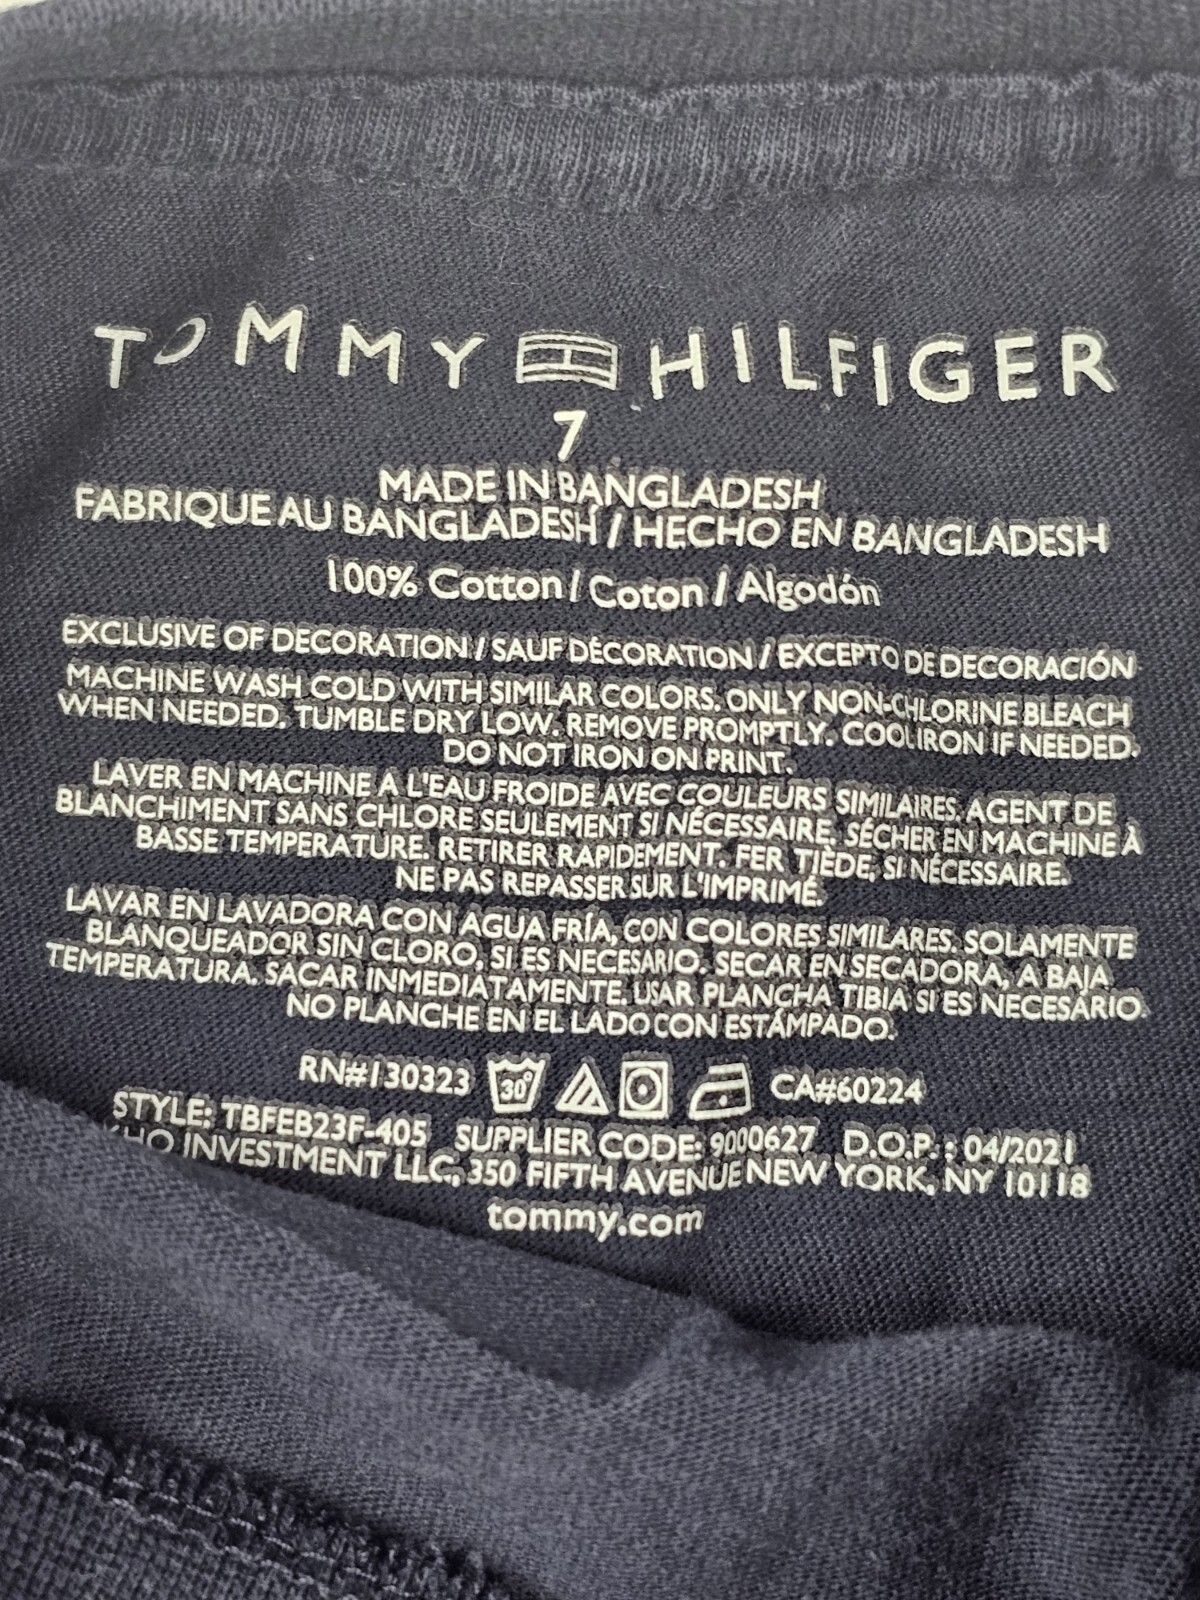 TOMMY HILFIGER
7
MADE IN BANGLADESH
FABRIQUE AU BANGLADESH / HECHO EN BANGLADESH
100% Cotton / Coton / Algodón
EXCLUSIVE OF DECORATION / SAUF DÉCORATION / EXCEPTO DE DECORACIÓN
MACHINE WASH COLD WITH SIMILAR COLORS. ONLY NON-CHLORINE BLEACH
WHEN NEEDED. TUMBLE DRY LOW. REMOVE PROMPTLY. COOL IRON IF NEEDED.
DO NOT IRON ON PRINT.
LAVER EN MACHINE À L'EAU FROIDE AVEC COULEURS SIMILAIRES. AGENT DE
BLANCHIMENT SANS CHLORE SEULEMENT SI NÉCESSAIRE. SÉCHER EN MACHINE À
BASSE TEMPERATURE. RETIRER RAPIDEMENT. FER TIÈDE, SI NÉCESSAIRE.
NE PAS REPASSER SUR L'IMPRIMÉ.
LAVAR EN LAVADORA CON AGUA FRÍA, CON COLORES SIMILARES. SOLAMENTE
BLANQUEADOR SIN CLORO, SI ES NECESARIO. SECAR EN SECADORA, A BAJA
TEMPERATURA. SACAR INMEDIATAMENTE. USAR PLANCHA TIBIA SI ES NECESARIO.
NO PLANCHE EN EL LADO CON ESTÁMPADO.
RN#130323 30° CA#60224
STYLE: TBFEB23F-405 SUPPLIER CODE: 9000627 D.O.P. : 04/2021
INVESTMENT LLC, 350 FIFTH AVENUE NEW YORK, NY 10118
tommy.com